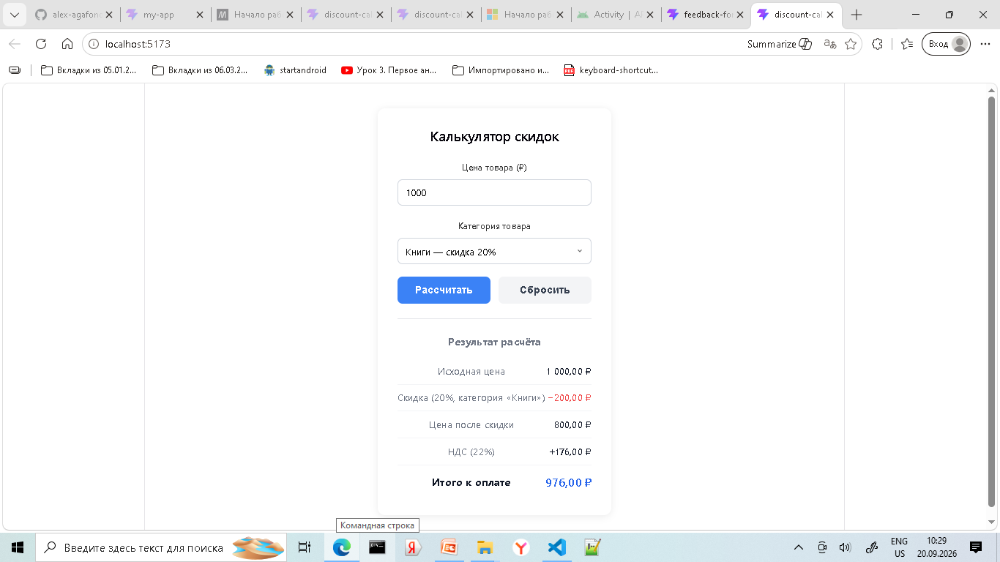 alex-agafono
my-app
Начало раб
discount-cal
discount-cal
Начало раб
Activity | A
feedback-for
discount-cal
localhost:5173
Summarize
Вход
Вкладки из 05.01.2...
Вкладки из 06.03.2...
startandroid
Урок 3. Первое ан...
Импортировано и...
PDF
keyboard-shortcut...
Калькулятор скидок
Цена товара (₽)
1000
Категория товара
Книги — скидка 20%
Рассчитать
Сбросить
Результат расчёта
Исходная цена 1 000,00 ₽
Скидка (20%, категория «Книги») −200,00 ₽
Цена после скидки 800,00 ₽
НДС (22%) +176,00 ₽
Итого к оплате 976,00 ₽
Командная строка
Введите здесь текст для поиска
ENG
US
10:29
20.09.2026